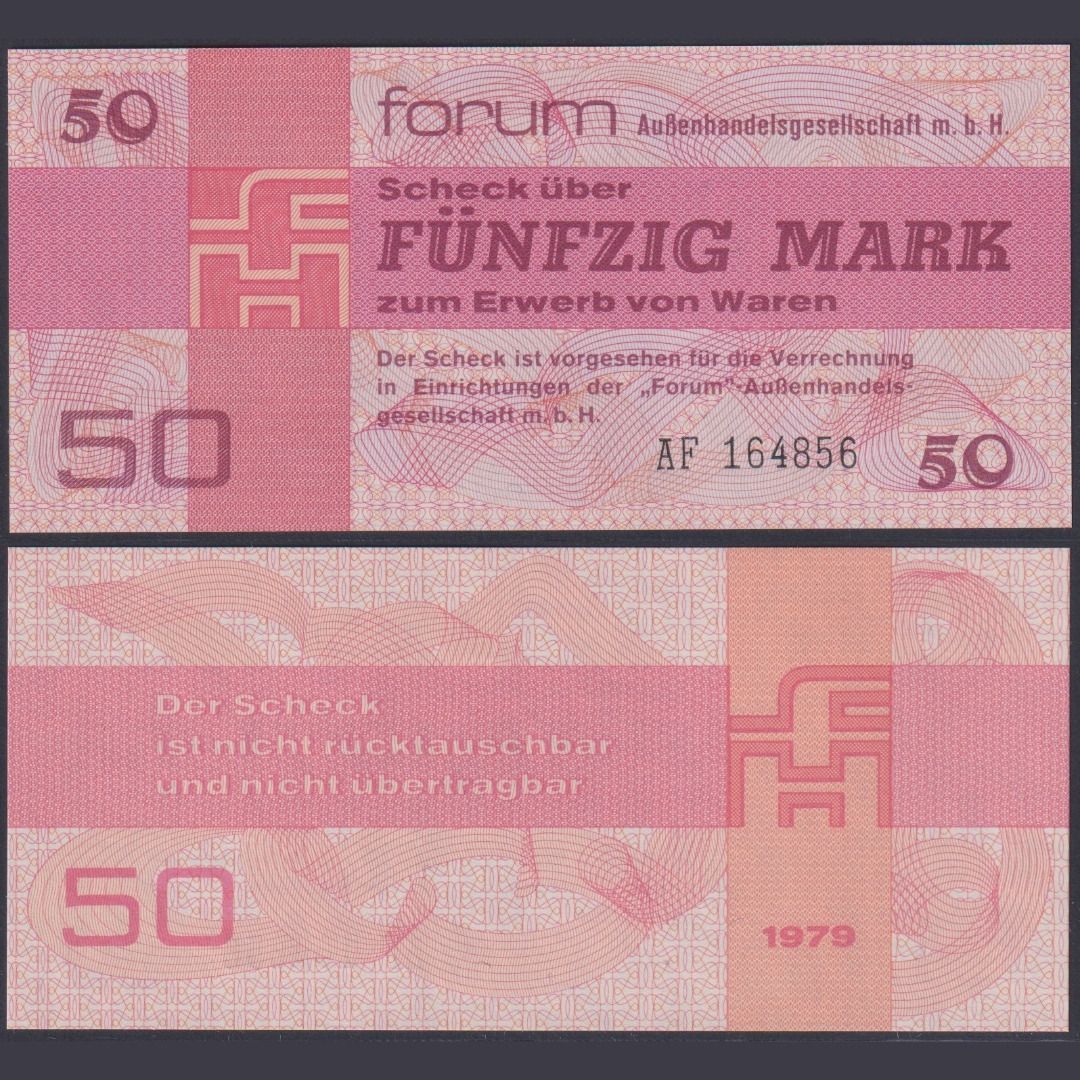 50
forum Außenhandelsgesellschaft m. b. H.
Scheck über
FÜNFZIG MARK
zum Erwerb von Waren
Der Scheck ist vorgesehen für die Verrechnung
in Einrichtungen der „Forum"-Außenhandels-
gesellschaft m. b. H.
50
AF 164856
50
Der Scheck
ist nicht rücktauschbar
und nicht übertragbar
50
1979